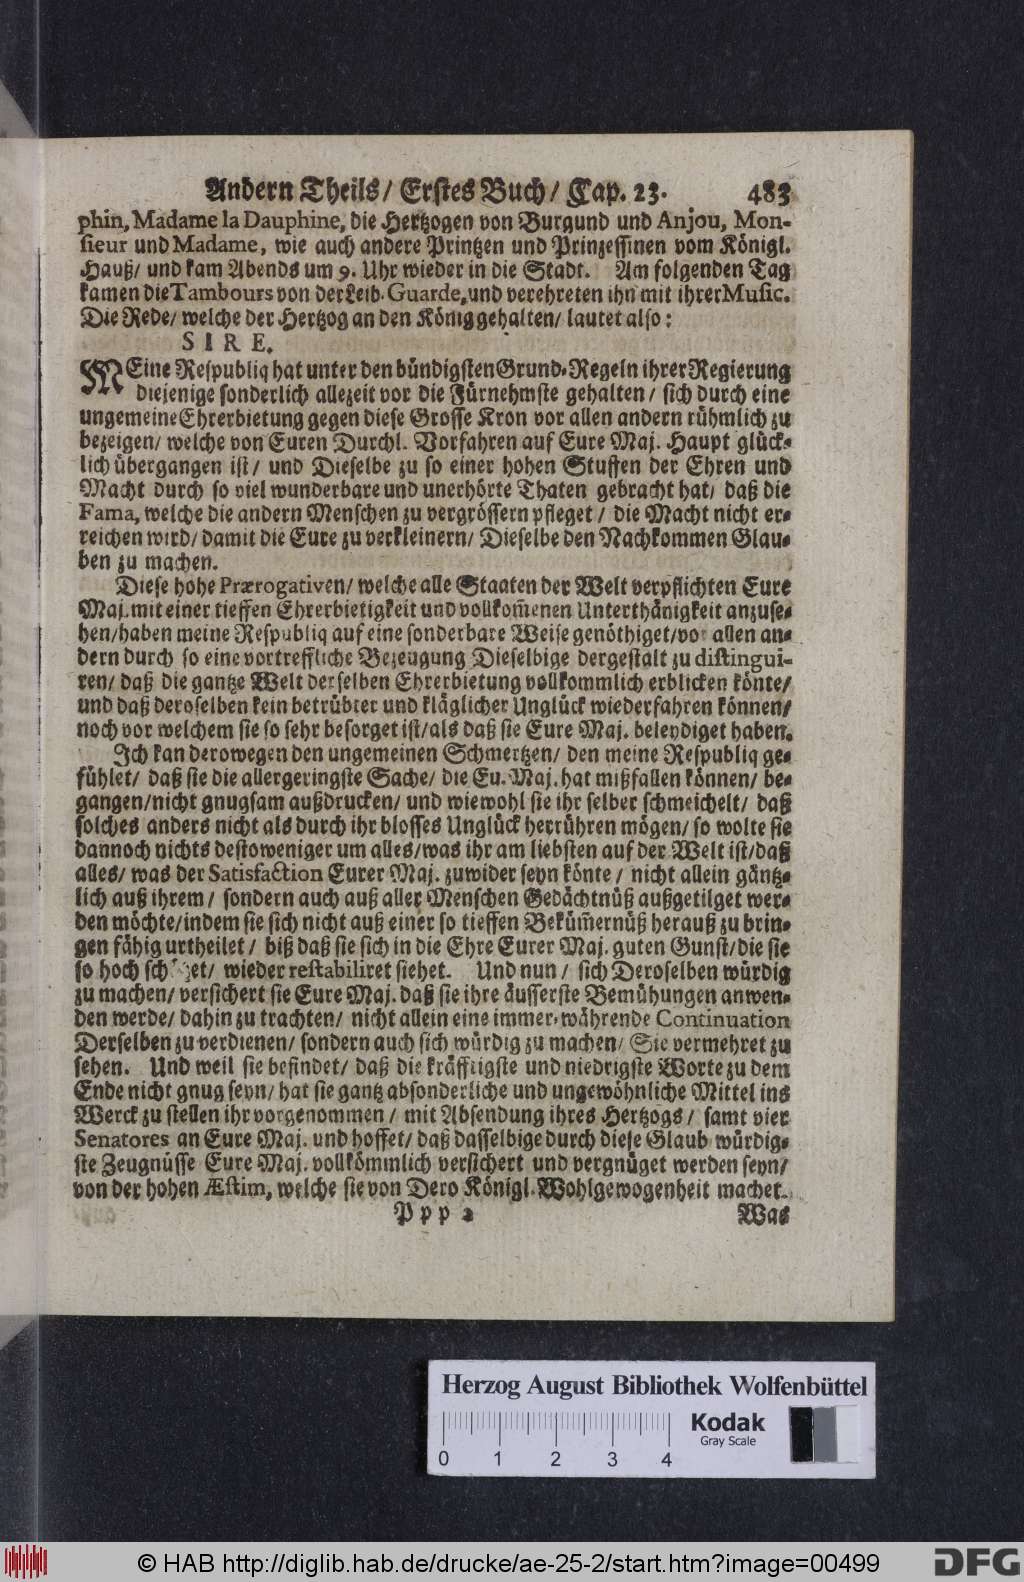 Andern Theils/ Erstes Buch/ Cap. 23. 483
phin, Madame la Dauphine, die Hertzogen von Burgund und Anjou, Mon-
sieur und Madame, wie auch andere Printzen und Prinzessinen vom Königl.
Hauß/ und kam Abends um 9. Uhr wieder in die Stadt. Am folgenden Tag
kamen die Tambours von der Leib-Guarde, und verehreten ihn mit ihrer Music.
Die Rede/ welche der Hertzog an den König gehalten/ lautet also:
SIRE.
MEine Respubliq hat unter den bündigsten Grund-Regeln ihrer Regierung
diejenige sonderlich allezeit vor die Fürnehmste gehalten/ sich durch eine
ungemeine Ehrerbietung gegen diese Grosse Kron vor allen andern rühmlich zu
bezeigen/ welche von Euren Durchl. Vorfahren auf Eure Maj. Haupt glück-
lich übergangen ist/ und Dieselbe zu so einer hohen Stuffen der Ehren und
Macht durch so viel wunderbare und unerhörte Thaten gebracht hat/ daß die
Fama, welche die andern Menschen zu vergrössern pfleget/ die Macht nicht er-
reichen wird/ damit die Eure zu verkleinern/ Dieselbe den Nachkommen Glau-
ben zu machen.
Diese hohe Prærogativen/ welche alle Staaten der Welt verpflichten Eure
Maj. mit einer tieffen Ehrerbietigkeit und vollkom̃enen Unterthänigkeit anzuse-
hen/ haben meine Respubliq auf eine sonderbare Weise genöthiget/ vor allen an-
dern durch so eine vortreffliche Bezeugung Dieselbige dergestalt zu distingui-
ren/ daß die gantze Welt derselben Ehrerbietung vollkommlich erblicken könte/
und daß deroselben kein betrübter und kläglicher Unglück wiederfahren können/
noch vor welchem sie so sehr besorget ist/ als daß sie Eure Maj. beleydiget haben.
Ich kan derowegen den ungemeinen Schmertzen/ den meine Respubliq ge-
fühlet/ daß sie die allergeringste Sache/ die Eu. Maj. hat mißfallen können/ be-
gangen/ nicht gnugsam außdrucken/ und wiewohl sie ihr selber schmeichelt/ daß
solches anders nicht als durch ihr blosses Unglück herrühren mögen/ so wolte sie
dannoch nichts destoweniger um alles/ was ihr am liebsten auf der Welt ist/ daß
alles/ was der Satisfaction Eurer Maj. zuwider seyn könte/ nicht allein gäntz-
lich auß ihrem/ sondern auch auß aller Menschen Gedächtnüß außgetilget wer-
den möchte/ indem sie sich nicht auß einer so tieffen Beküm̃ernüß herauß zu brin-
gen fähig urtheilet/ biß daß sie sich in die Ehre Eurer Maj. guten Gunst/ die sie
so hoch schätzet/ wieder restabiliret siehet. Und nun/ sich Deroselben würdig
zu machen/ versichert sie Eure Maj. daß sie ihre äusserste Bemühungen anwen-
den werde/ dahin zu trachten/ nicht allein eine immer-währende Continuation
Derselben zu verdienen/ sondern auch sich würdig zu machen/ Sie vermehret zu
sehen. Und weil sie befindet/ daß die kräfftigste und niedrigste Worte zu dem
Ende nicht gnug seyn/ hat sie gantz absonderliche und ungewöhnliche Mittel ins
Werck zu stellen ihr vorgenommen/ mit Absendung ihres Hertzogs/ samt vier
Senatores an Eure Maj. und hoffet/ daß dasselbige durch diese Glaub würdig-
ste Zeugnüsse Eure Maj. vollkömmlich versichert und vergnüget werden seyn/
von der hohen Æstim, welche sie von Dero Königl. Wohlgewogenheit machet.
Ppp 2 Was
Herzog August Bibliothek Wolfenbüttel
0 1 2 3 4
Kodak
Gray Scale
© HAB http://diglib.hab.de/drucke/ae-25-2/start.htm?image=00499
DFG